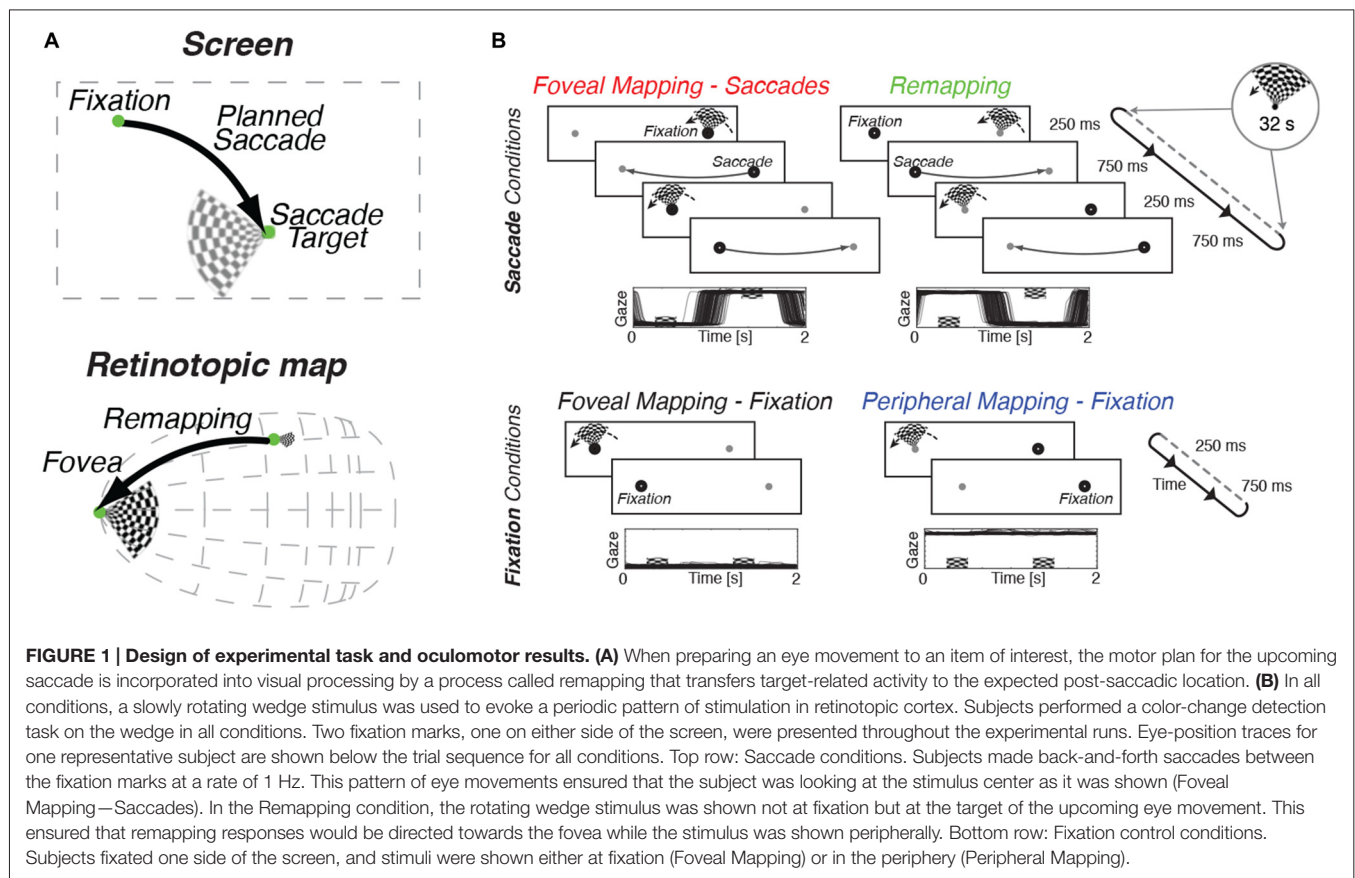 A
Screen
Fixation
Planned
Saccade
Saccade
Target
Retinotopic map
Remapping
Fovea
B
Saccade Conditions
Foveal Mapping - Saccades
Fixation
Saccade
Gaze
0
Time [s]
2
Remapping
Fixation
Saccade
Gaze
0
Time [s]
2
250 ms
750 ms
250 ms
750 ms
32 s
Fixation Conditions
Foveal Mapping - Fixation
Fixation
Gaze
0
Time [s]
2
Peripheral Mapping - Fixation
Fixation
Gaze
0
Time [s]
2
250 ms
Time
750 ms
FIGURE 1 | Design of experimental task and oculomotor results. (A) When preparing an eye movement to an item of interest, the motor plan for the upcoming
saccade is incorporated into visual processing by a process called remapping that transfers target-related activity to the expected post-saccadic location. (B) In all
conditions, a slowly rotating wedge stimulus was used to evoke a periodic pattern of stimulation in retinotopic cortex. Subjects performed a color-change detection
task on the wedge in all conditions. Two fixation marks, one on either side of the screen, were presented throughout the experimental runs. Eye-position traces for
one representative subject are shown below the trial sequence for all conditions. Top row: Saccade conditions. Subjects made back-and-forth saccades between
the fixation marks at a rate of 1 Hz. This pattern of eye movements ensured that the subject was looking at the stimulus center as it was shown (Foveal
Mapping—Saccades). In the Remapping condition, the rotating wedge stimulus was shown not at fixation but at the target of the upcoming eye movement. This
ensured that remapping responses would be directed towards the fovea while the stimulus was shown peripherally. Bottom row: Fixation control conditions.
Subjects fixated one side of the screen, and stimuli were shown either at fixation (Foveal Mapping) or in the periphery (Peripheral Mapping).